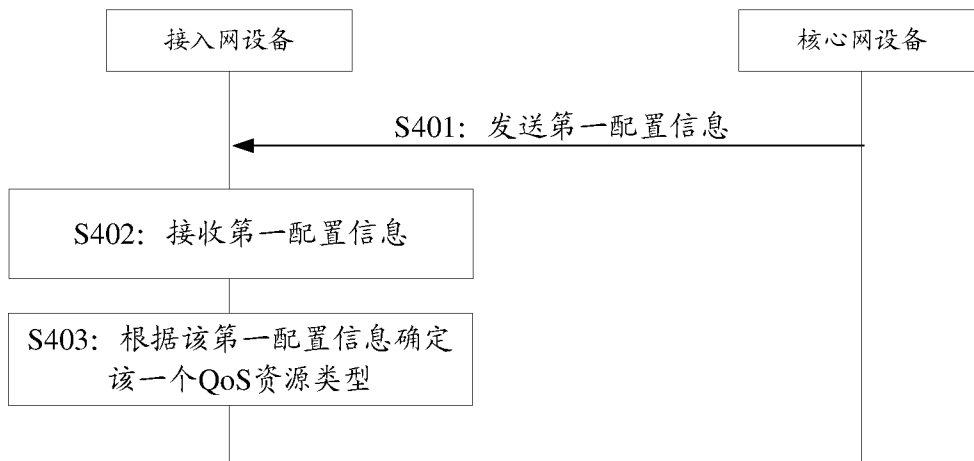 接入网设备
核心网设备
S401：发送第一配置信息
S402：接收第一配置信息
S403：根据该第一配置信息确定
该一个QoS资源类型